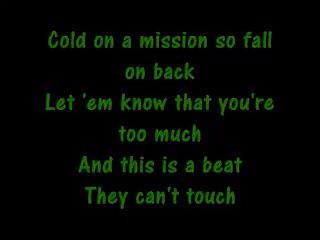 Cold on a mission so fall
on back
Let 'em know that you're
too much
And this is a beat
They can't touch